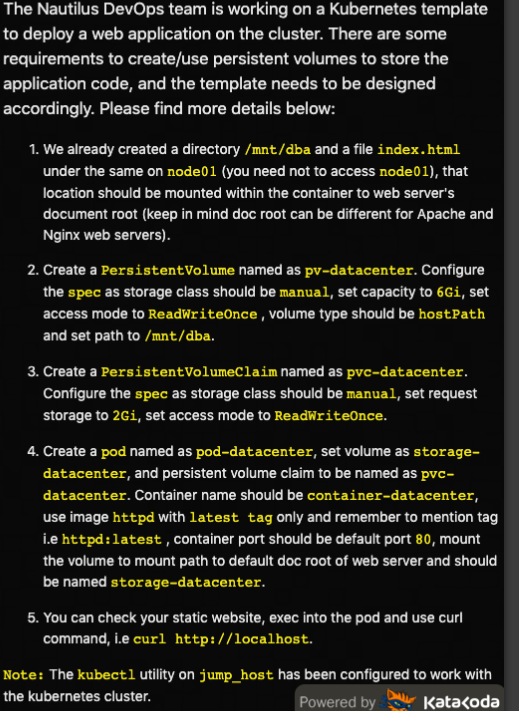 The Nautilus DevOps team is working on a Kubernetes template
to deploy a web application on the cluster. There are some
requirements to create/use persistent volumes to store the
application code, and the template needs to be designed
accordingly. Please find more details below:
1. We already created a directory /mnt/dba and a file index.html
under the same on node01 (you need not to access node01), that
location should be mounted within the container to web server's
document root (keep in mind doc root can be different for Apache and
Nginx web servers).
2. Create a PersistentVolume named as pv-datacenter. Configure
the spec as storage class should be manual, set capacity to 6Gi, set
access mode to ReadWriteOnce , volume type should be hostPath
and set path to /mnt/dba.
3. Create a PersistentVolumeClaim named as pvc-datacenter.
Configure the spec as storage class should be manual, set request
storage to 2Gi, set access mode to ReadWriteOnce.
4. Create a pod named as pod-datacenter, set volume as storage-
datacenter, and persistent volume claim to be named as pvc-
datacenter. Container name should be container-datacenter,
use image httpd with latest tag only and remember to mention tag
i.e httpd:latest , container port should be default port 80, mount
the volume to mount path to default doc root of web server and should
be named storage-datacenter.
5. You can check your static website, exec into the pod and use curl
command, i.e curl http://localhost.
Note: The kubectl utility on jump_host has been configured to work with
the kubernetes cluster.
Powered by Katacoda